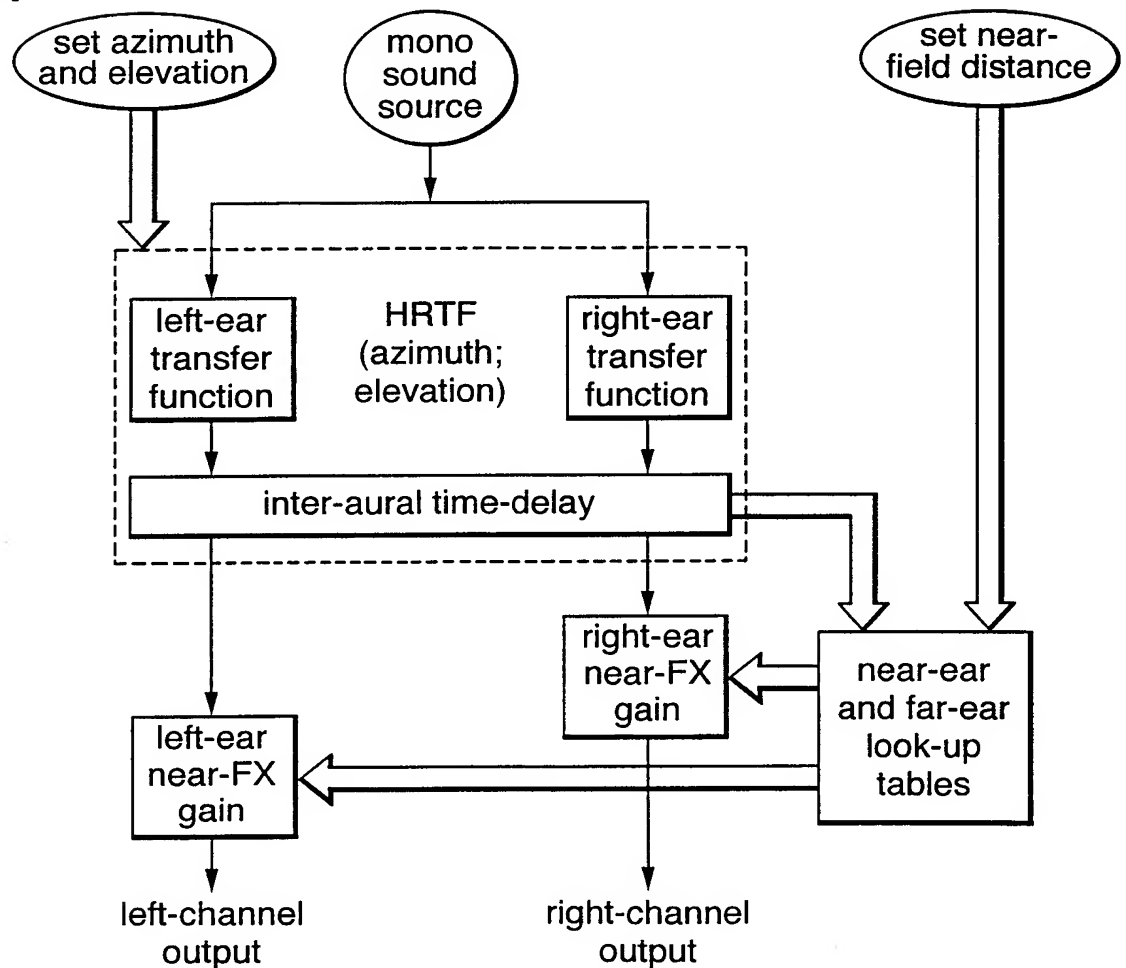 set azimuth
and elevation
mono
sound
source
set near-
field distance
left-ear
transfer
function
HRTF
(azimuth;
elevation)
right-ear
transfer
function
inter-aural time-delay
right-ear
near-FX
gain
near-ear
and far-ear
look-up
tables
left-ear
near-FX
gain
left-channel
output
right-channel
output